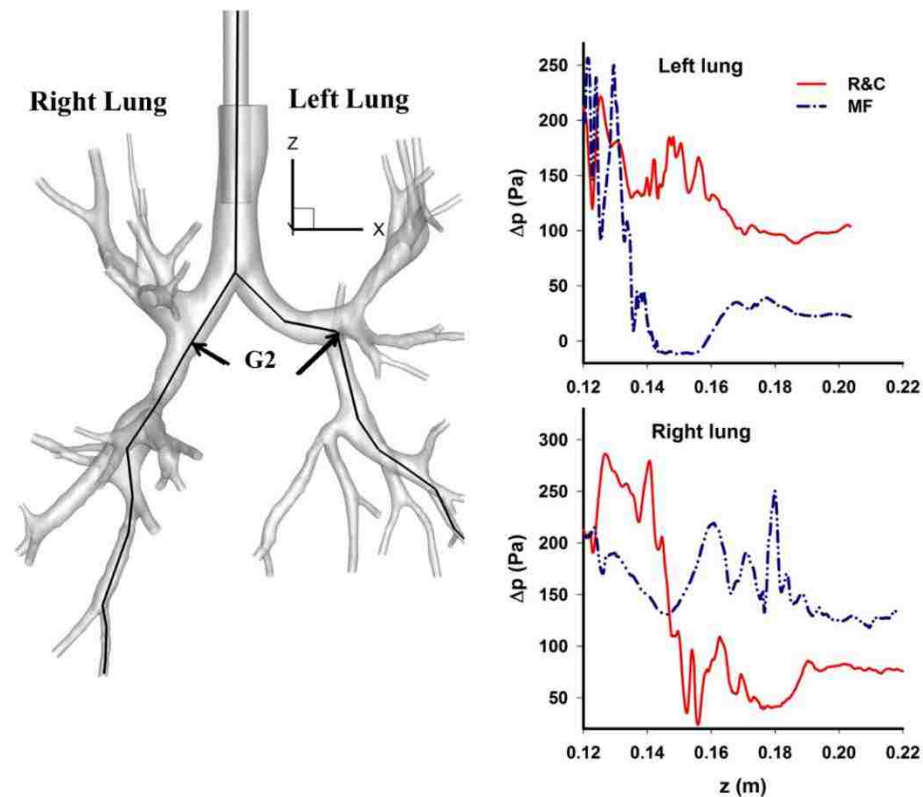 Right Lung
Left Lung
Z
X
Y
G2
Left lung
R&C
MF
Δp (Pa)
250
200
150
100
50
0
0.12 0.14 0.16 0.18 0.20 0.22
Right lung
Δp (Pa)
300
250
200
150
100
50
0.12 0.14 0.16 0.18 0.20 0.22
z (m)